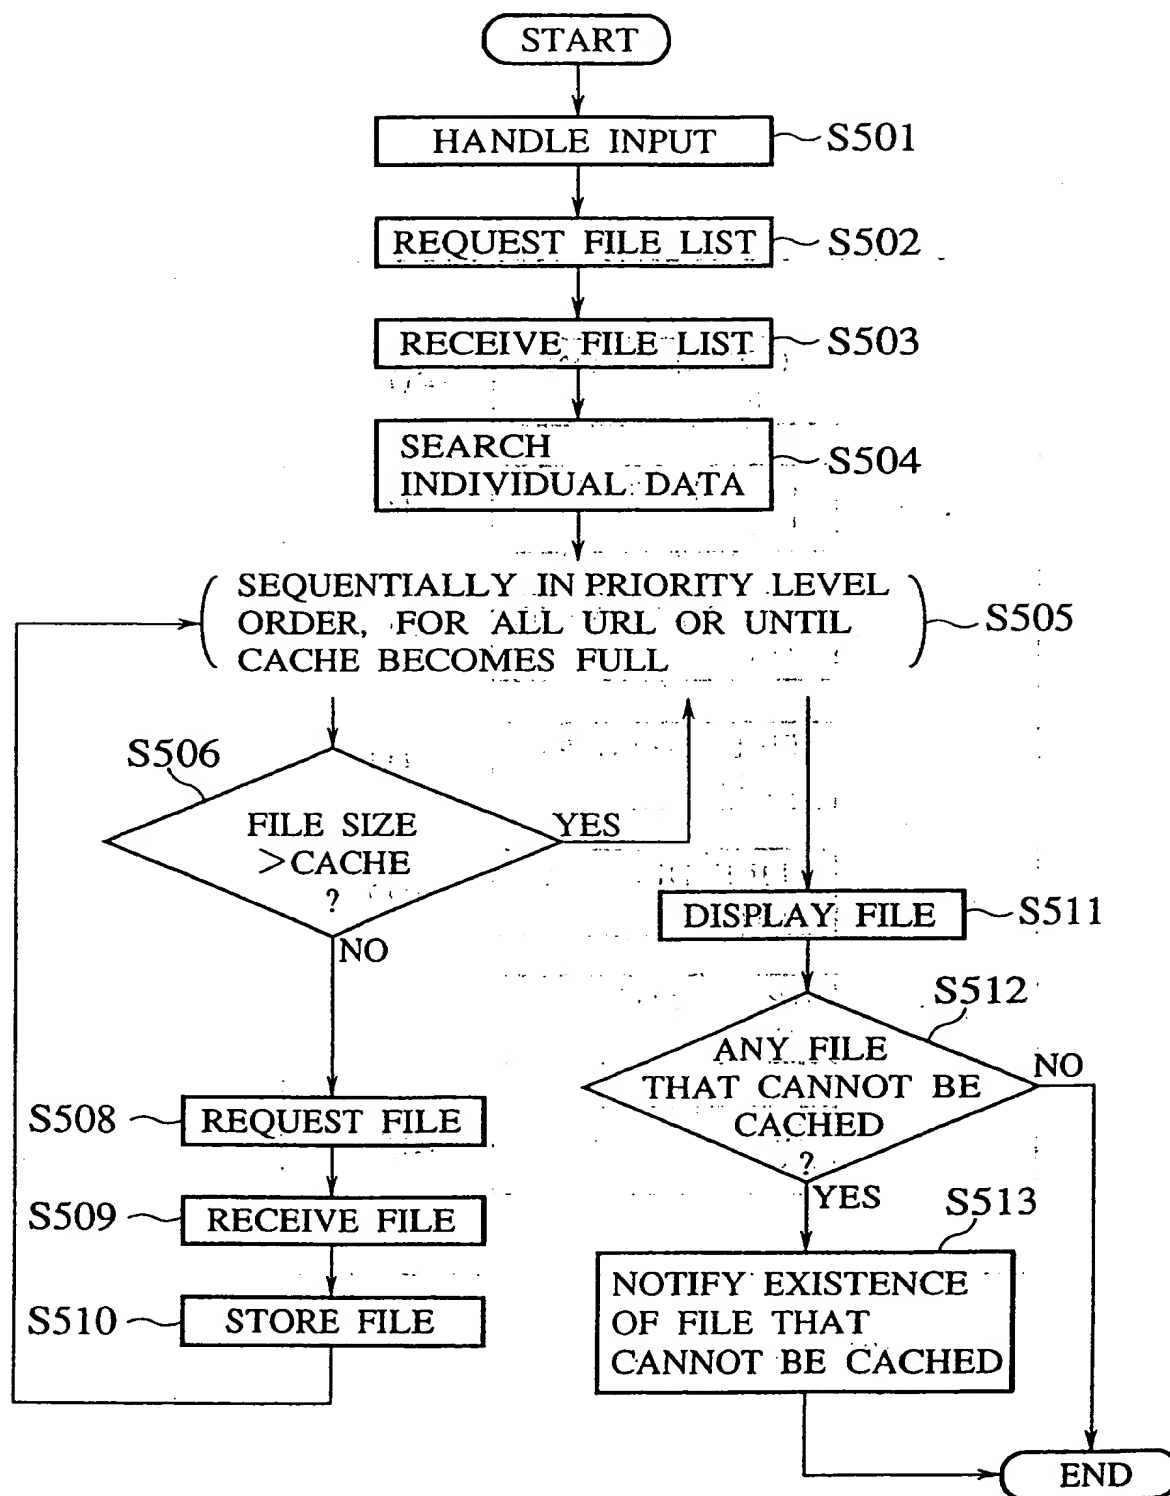 START
HANDLE INPUT
S501
REQUEST FILE LIST
S502
RECEIVE FILE LIST
S503
SEARCH
INDIVIDUAL DATA
S504
SEQUENTIALLY IN PRIORITY LEVEL
ORDER, FOR ALL URL OR UNTIL
CACHE BECOMES FULL
S505
S506
FILE SIZE
>CACHE
?
YES
NO
S508
REQUEST FILE
S509
RECEIVE FILE
S510
STORE FILE
DISPLAY FILE
S511
S512
ANY FILE
THAT CANNOT BE
CACHED
?
NO
YES
S513
NOTIFY EXISTENCE
OF FILE THAT
CANNOT BE CACHED
END